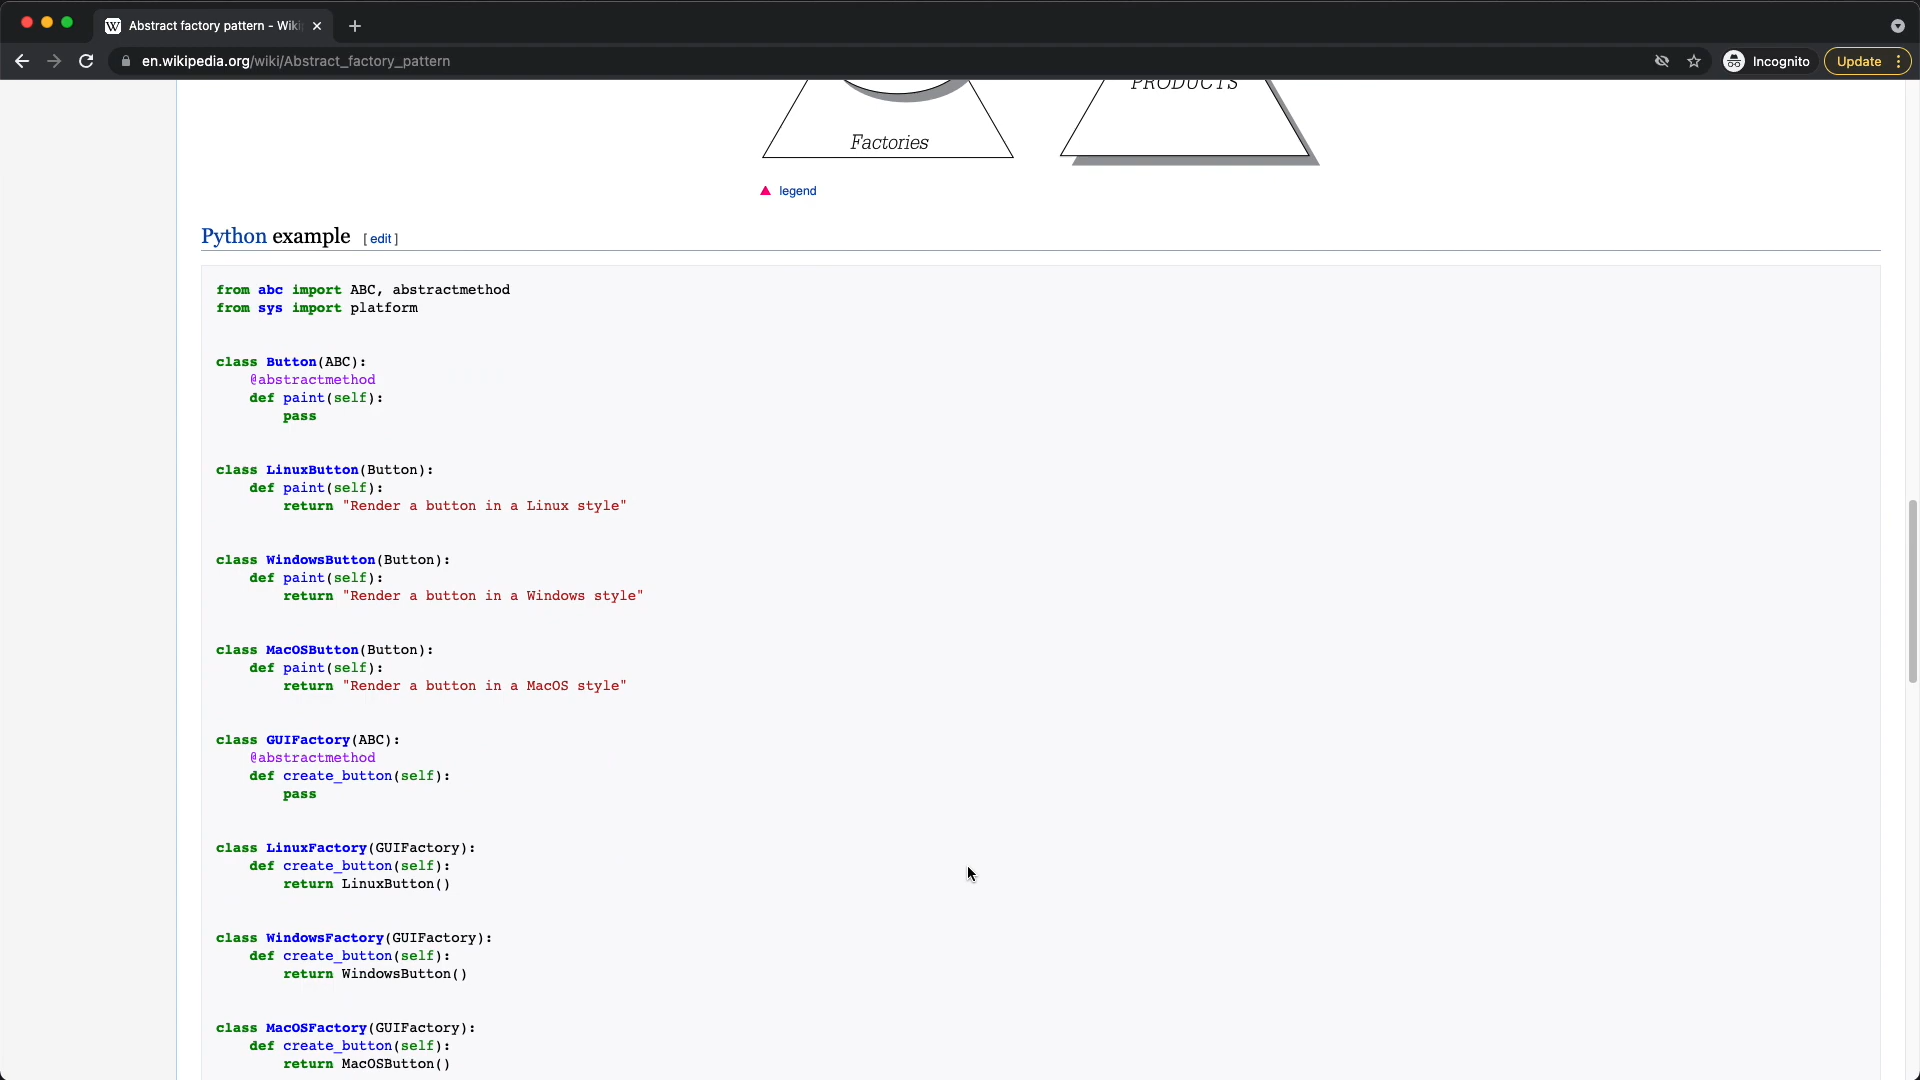 Abstract factory pattern - Wiki
en.wikipedia.org/wiki/Abstract_factory_pattern
Incognito
Update
PRODUCTS
Factories
legend
Python example [ edit ]
from abc import ABC, abstractmethod
from sys import platform
class Button(ABC):
    @abstractmethod
    def paint(self):
        pass
class LinuxButton(Button):
    def paint(self):
        return "Render a button in a Linux style"
class WindowsButton(Button):
    def paint(self):
        return "Render a button in a Windows style"
class MacOSButton(Button):
    def paint(self):
        return "Render a button in a MacOS style"
class GUIFactory(ABC):
    @abstractmethod
    def create_button(self):
        pass
class LinuxFactory(GUIFactory):
    def create_button(self):
        return LinuxButton()
class WindowsFactory(GUIFactory):
    def create_button(self):
        return WindowsButton()
class MacOSFactory(GUIFactory):
    def create_button(self):
        return MacOSButton()